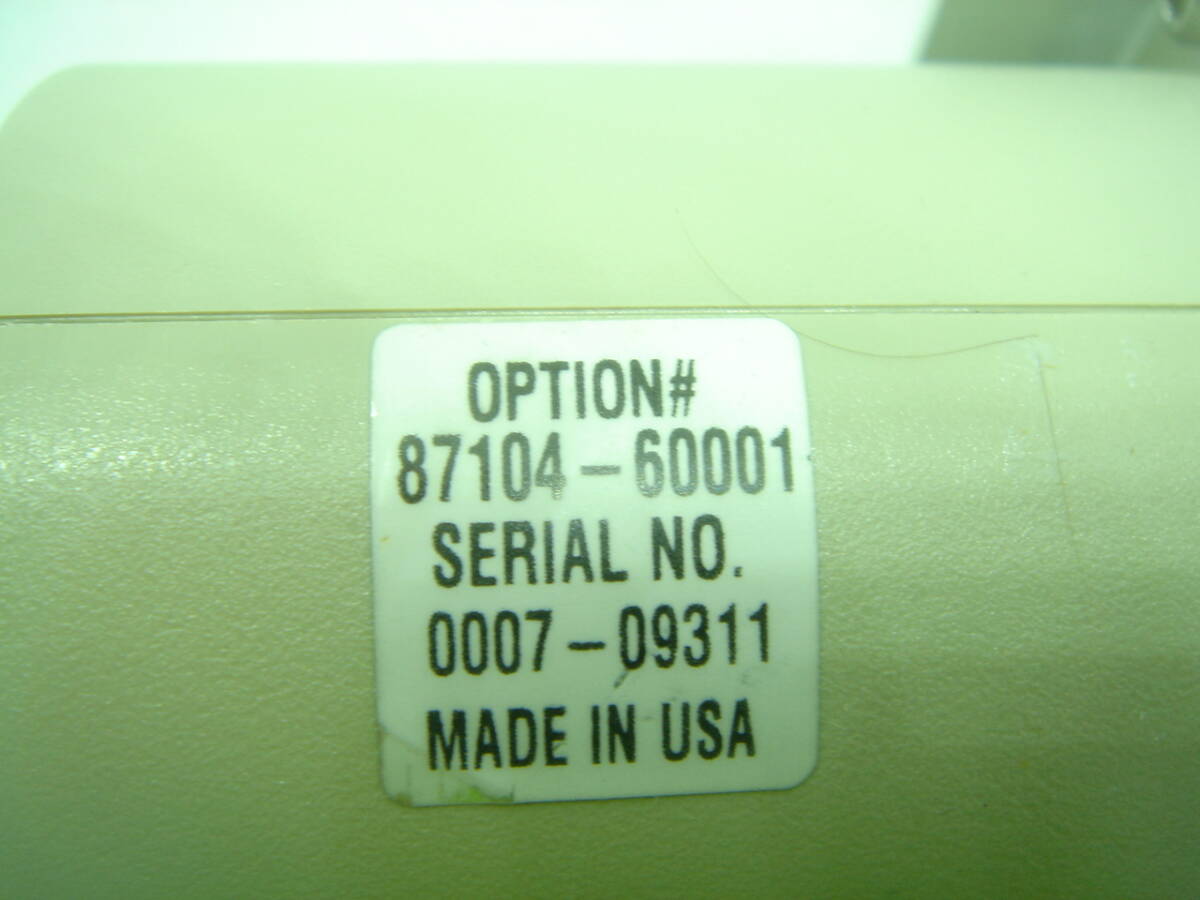 OPTION#
87104-60001
SERIAL NO.
0007-09311
MADE IN USA